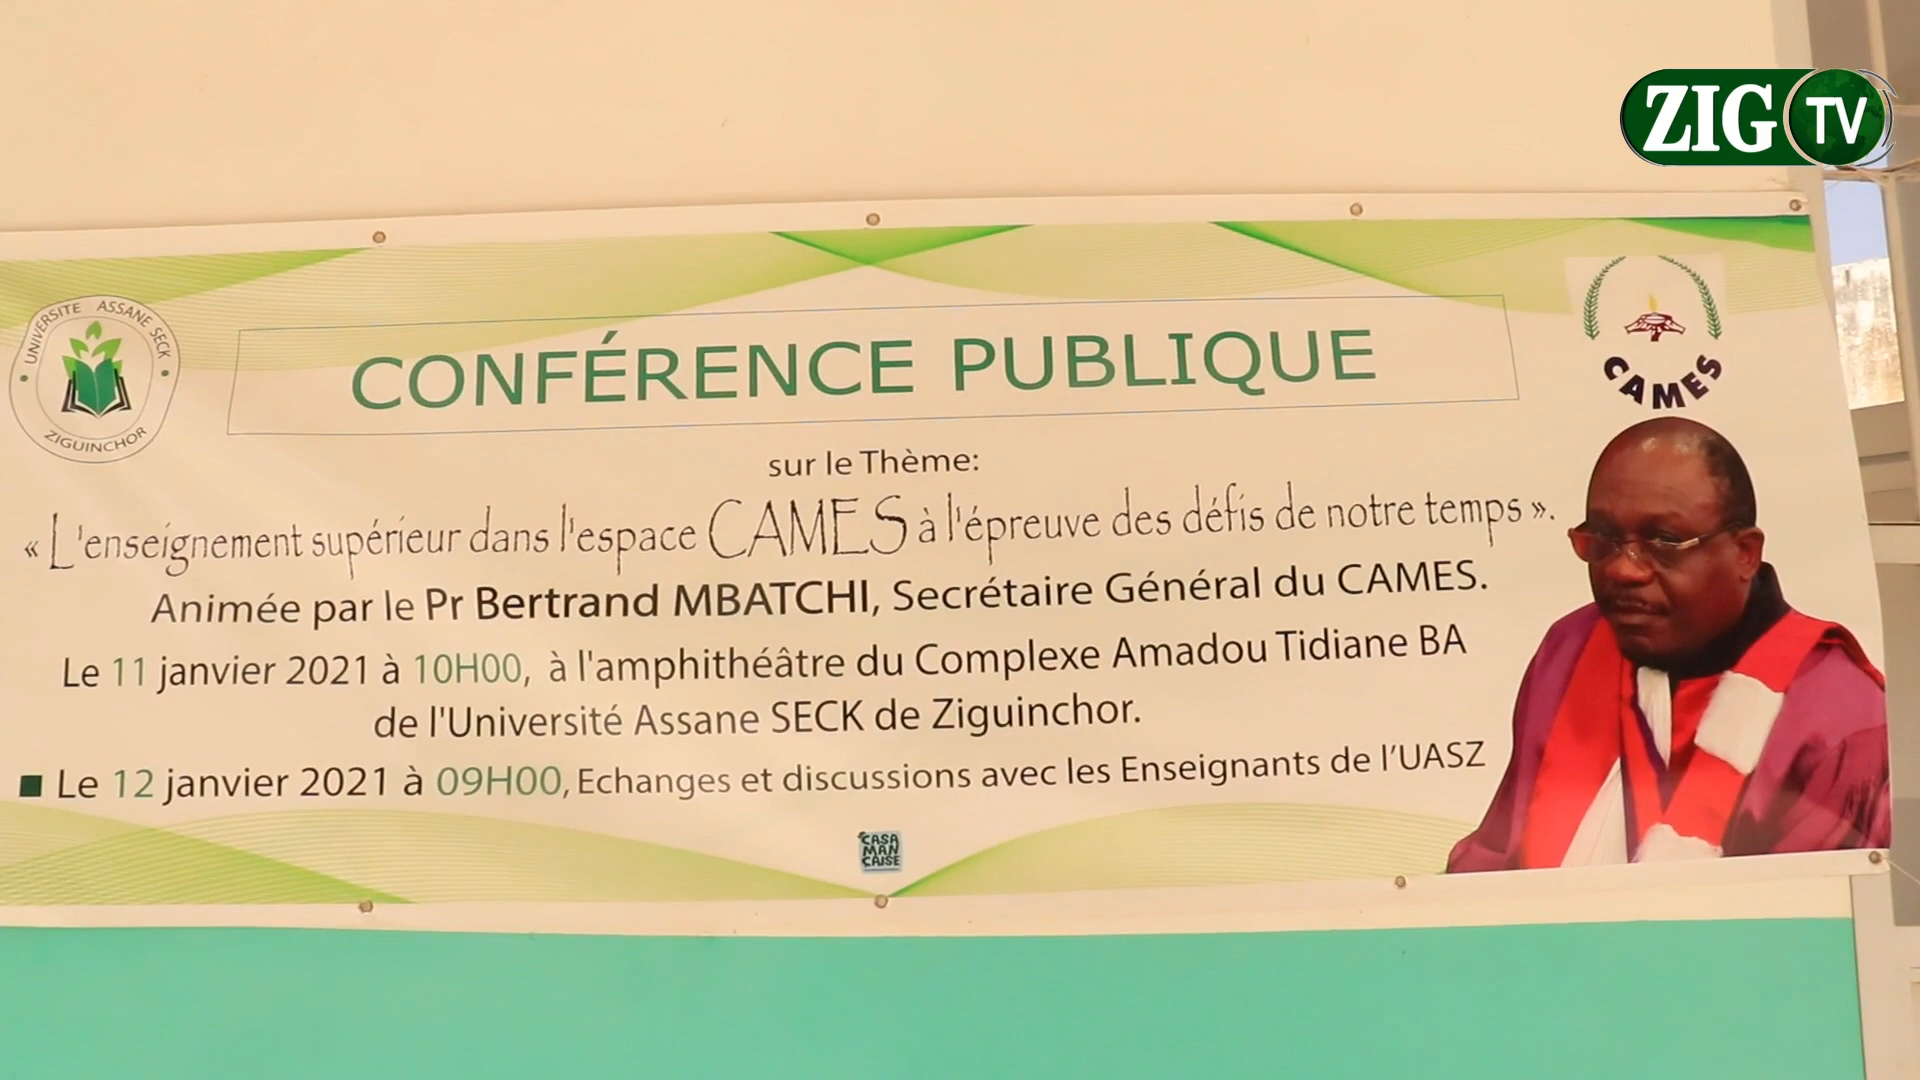 ZIG TV
UNIVERSITE ASSANE SECK
ZIGUINCHOR
CAMES
CONFÉRENCE PUBLIQUE
sur le Thème:
« L'enseignement supérieur dans l'espace CAMES à l'épreuve des défis de notre temps ».
Animée par le Pr Bertrand MBATCHI, Secrétaire Général du CAMES.
Le 11 janvier 2021 à 10H00, à l'amphithéâtre du Complexe Amadou Tidiane BA
de l'Université Assane SECK de Ziguinchor.
Le 12 janvier 2021 à 09H00, Echanges et discussions avec les Enseignants de l'UASZ
CASA
MAN
CAISE